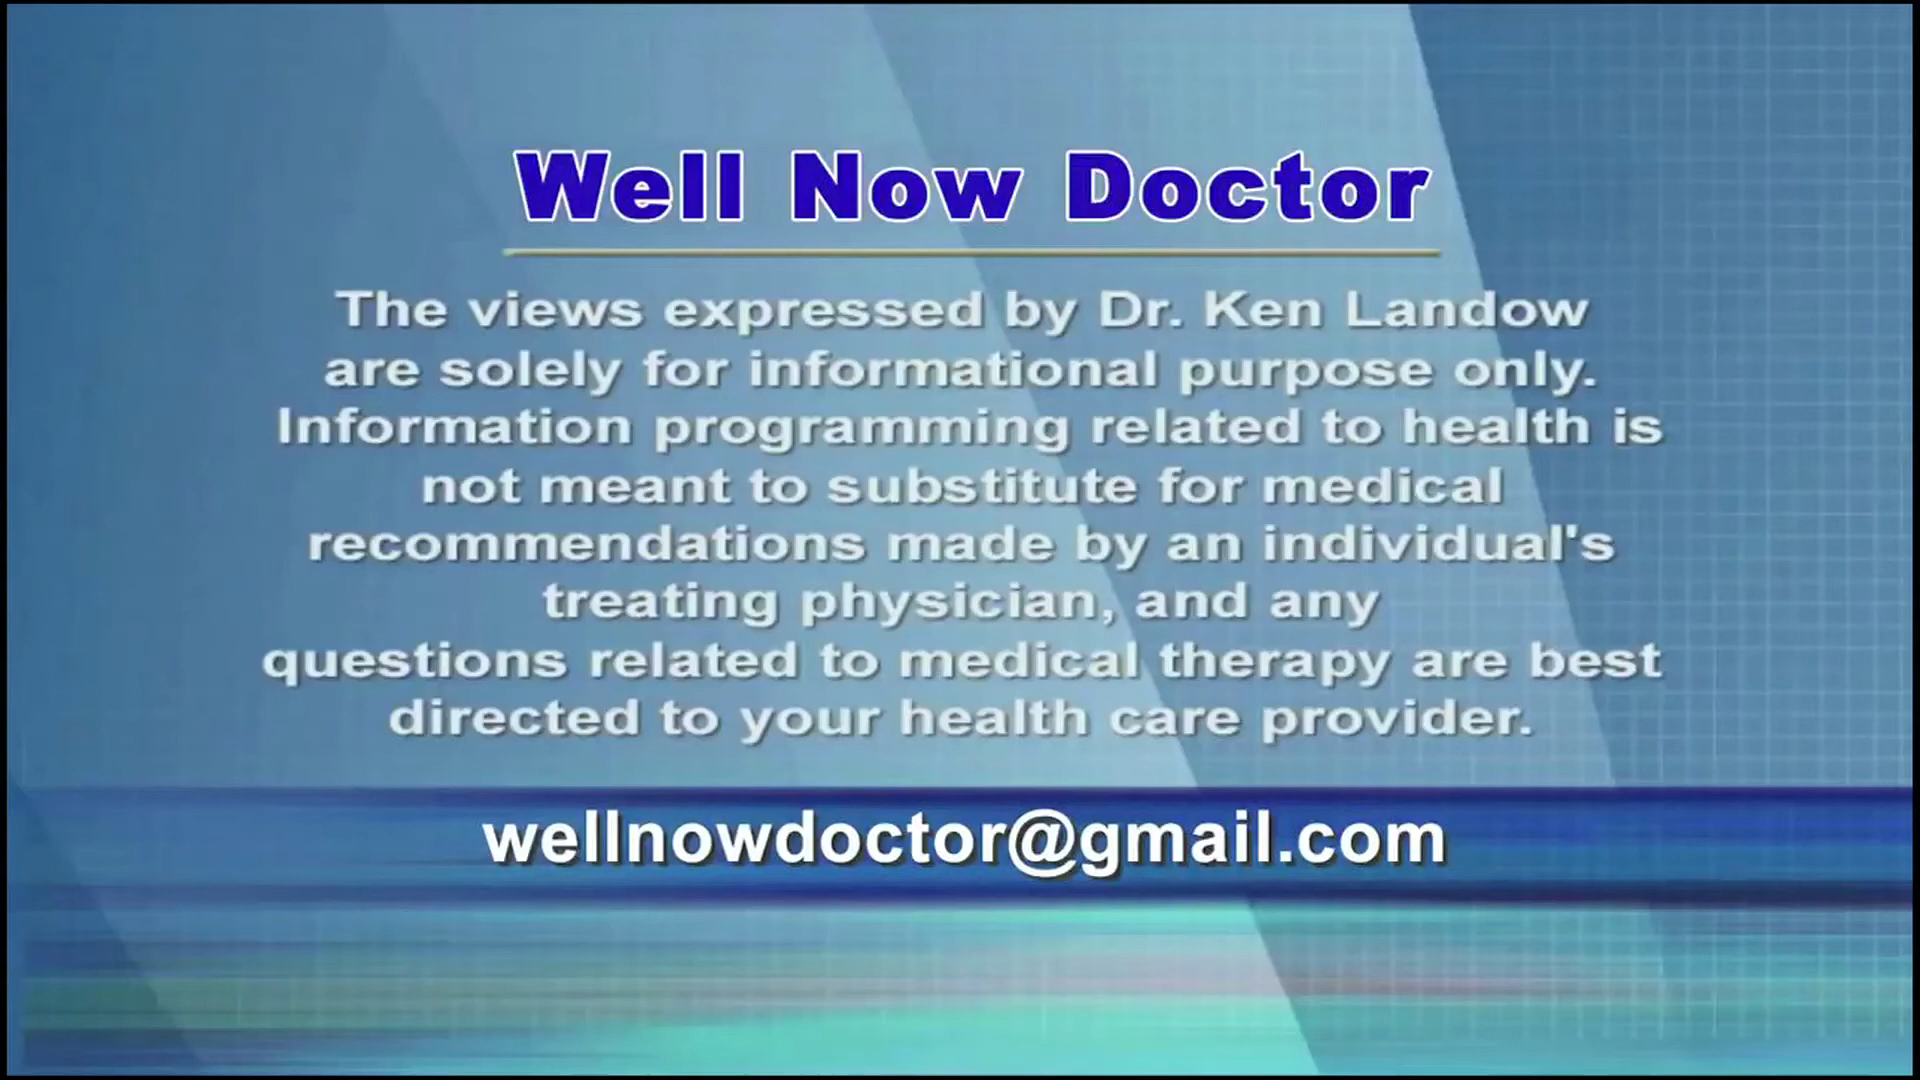 Well Now Doctor
The views expressed by Dr. Ken Landow
are solely for informational purpose only.
Information programming related to health is
not meant to substitute for medical
recommendations made by an individual's
treating physician, and any
questions related to medical therapy are best
directed to your health care provider.
wellnowdoctor@gmail.com